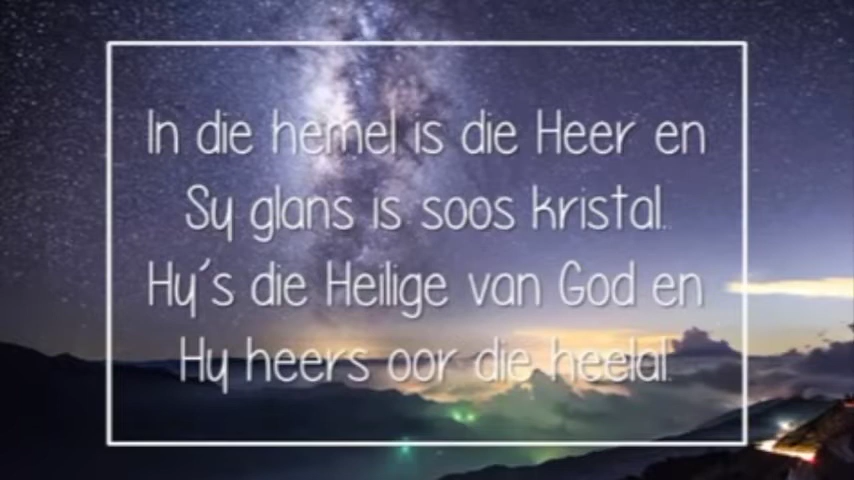 In die hemel is die Heer en
Sy glans is soos kristal.
Hy's die Heilige van God en
Hy heers oor die heelal.